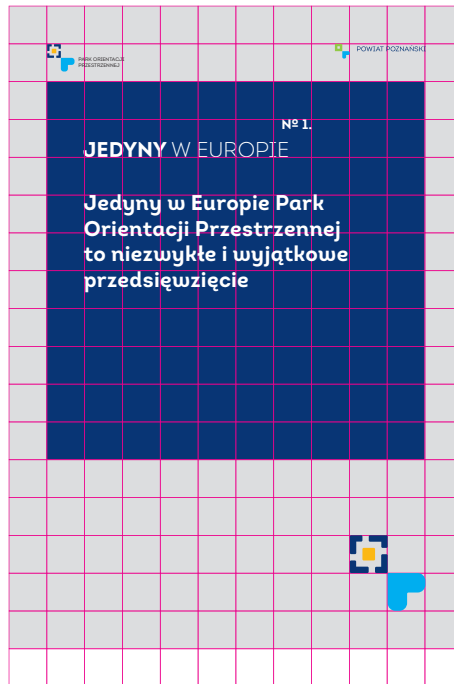 PARK ORIENTACJI
PRZESTRZENNEJ
POWIAT POZNAŃSKI
Nº 1.
JEDYNY W EUROPIE
Jedyny w Europie Park
Orientacji Przestrzennej
to niezwykłe i wyjątkowe
przedsięwzięcie